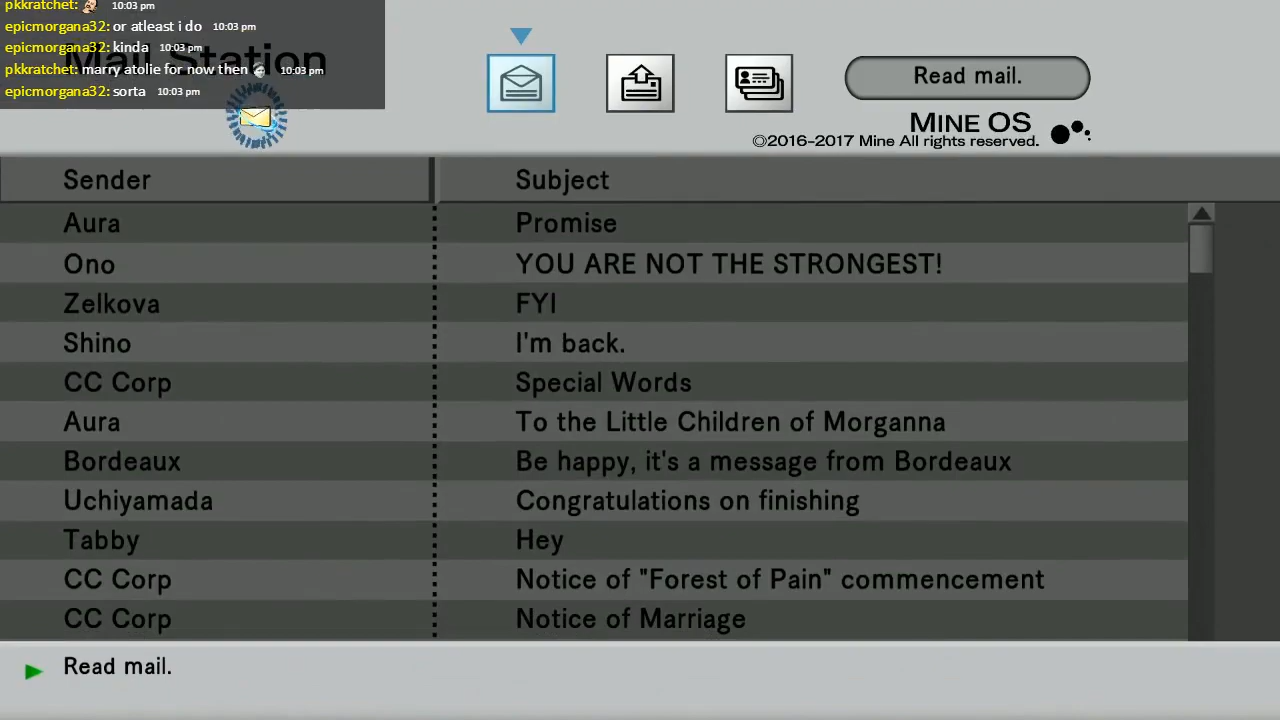 pkkratchet: 10:03 pm
epicmorgana32: or atleast i do 10:03 pm
epicmorgana32: kinda 10:03 pm
pkkratchet: marry atolie for now then 10:03 pm
epicmorgana32: sorta 10:03 pm
Mail Station
Read mail.
MINE OS
©2016-2017 Mine All rights reserved.
Sender Subject
Aura Promise
Ono YOU ARE NOT THE STRONGEST!
Zelkova FYI
Shino I'm back.
CC Corp Special Words
Aura To the Little Children of Morganna
Bordeaux Be happy, it's a message from Bordeaux
Uchiyamada Congratulations on finishing
Tabby Hey
CC Corp Notice of "Forest of Pain" commencement
CC Corp Notice of Marriage
Read mail.